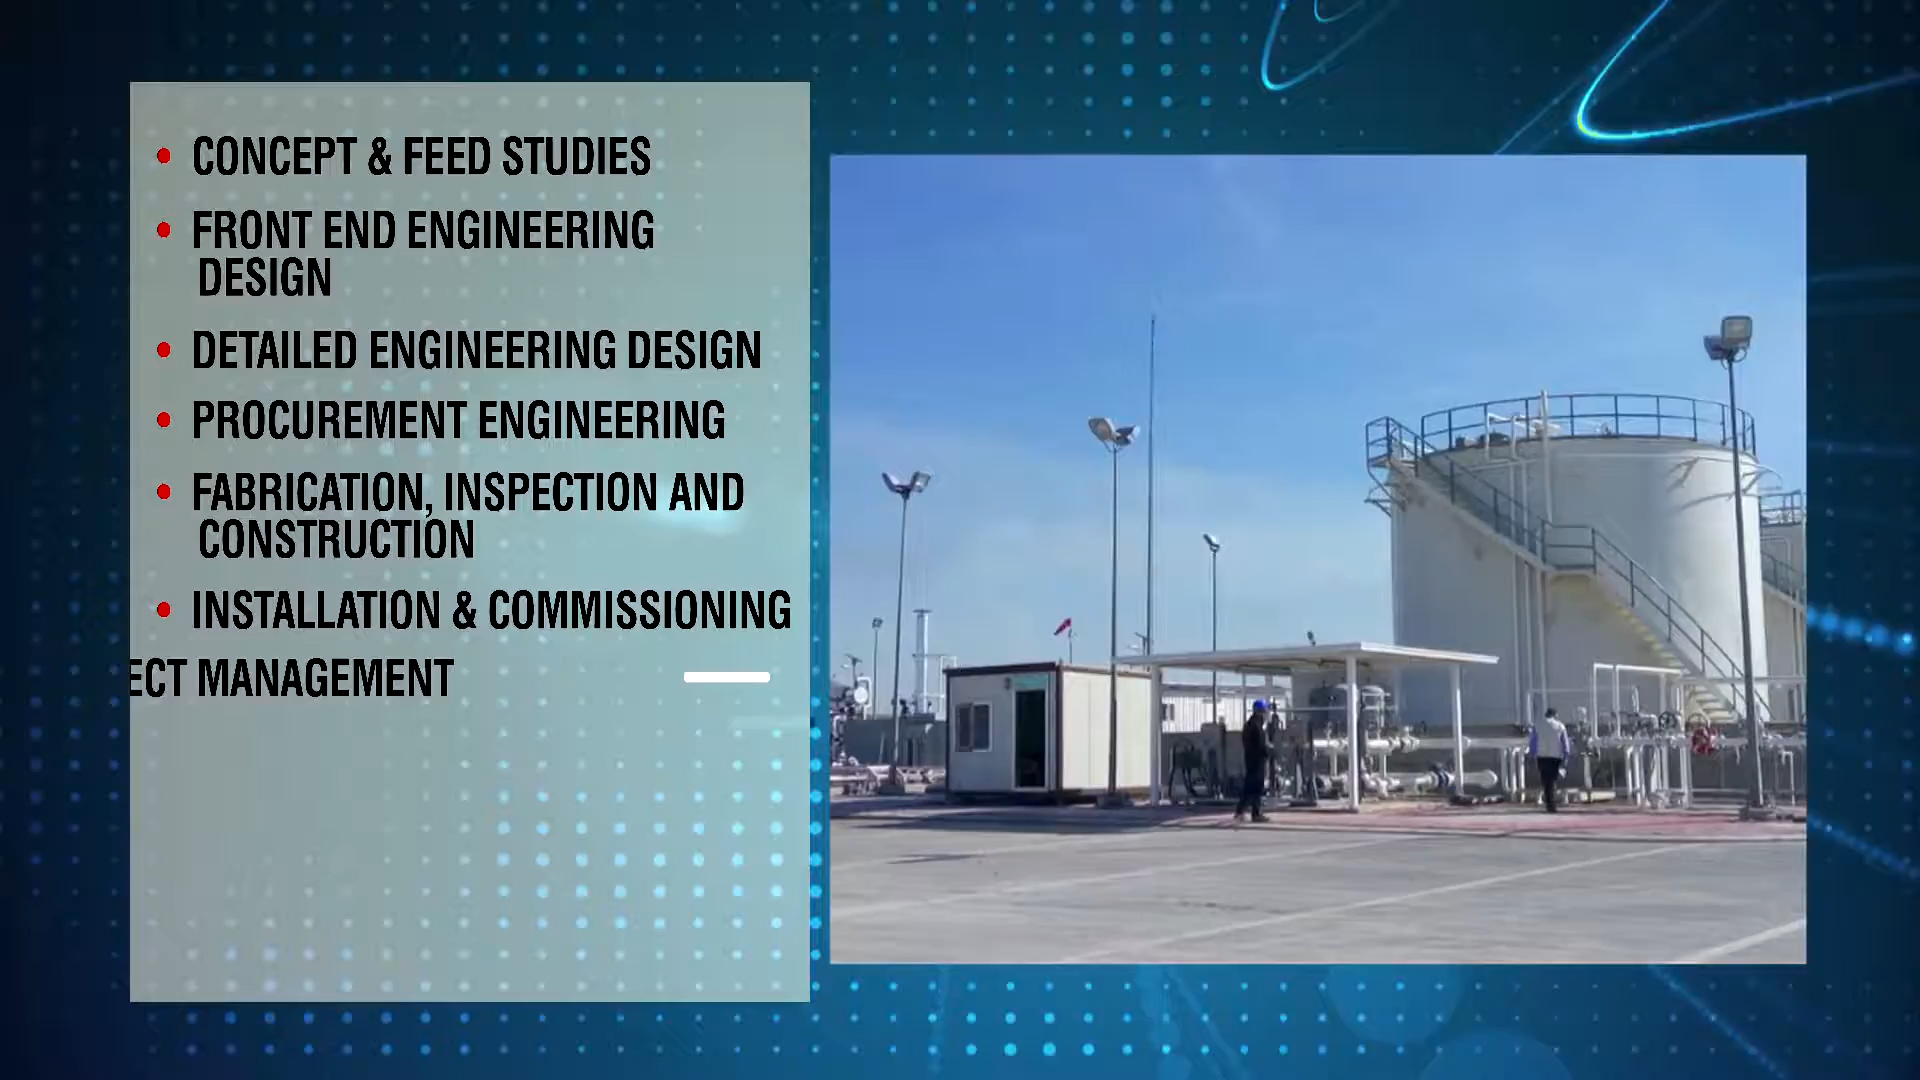 • CONCEPT & FEED STUDIES
• FRONT END ENGINEERING
DESIGN
• DETAILED ENGINEERING DESIGN
• PROCUREMENT ENGINEERING
• FABRICATION, INSPECTION AND
CONSTRUCTION
• INSTALLATION & COMMISSIONING
ECT MANAGEMENT